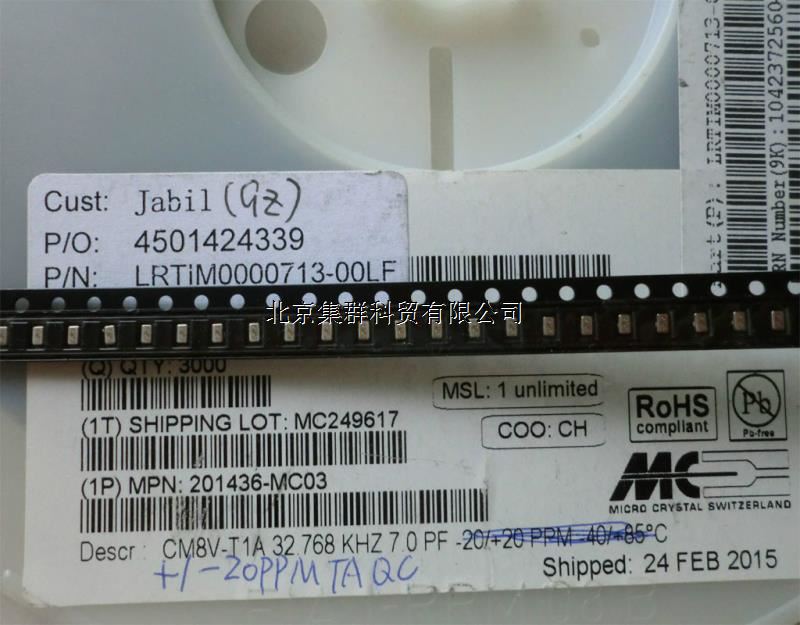 Cust: Jabil (Gz)
P/O: 4501424339
P/N: LRTiM0000713-00LF
北京集群科贸有限公司
(Q) QTY: 3000
MSL: 1 unlimited
(1T) SHIPPING LOT: MC249617
COO: CH
RoHS
compliant
Pb
Pb-free
(1P) MPN: 201436-MC03
MC
MICRO CRYSTAL SWITZERLAND
Descr : CM8V-T1A 32.768 KHZ 7.0 PF -20/+20 PPM -40/+85°C
+/-20PPM TA QC
Shipped: 24 FEB 2015